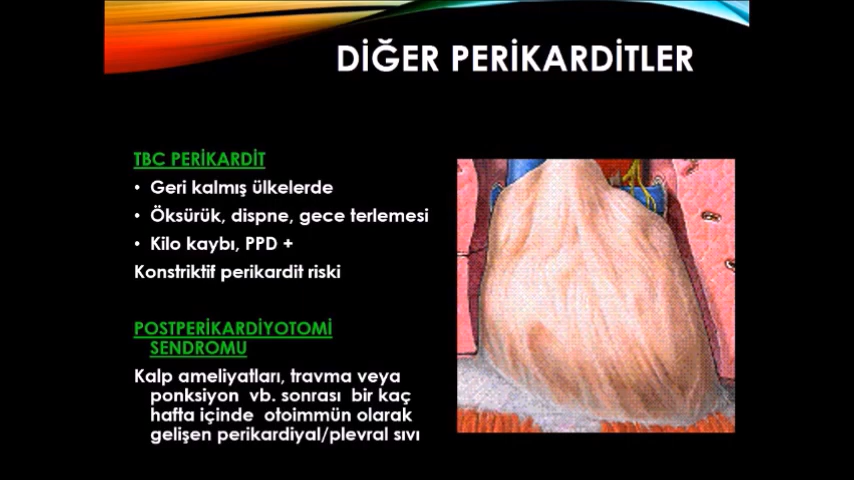 DİĞER PERİKARDİTLER
TBC PERİKARDİT
• Geri kalmış ülkelerde
• Öksürük, dispne, gece terlemesi
• Kilo kaybı, PPD +
Konstriktif perikardit riski
POSTPERİKARDİYOTOMİ
SENDROMU
Kalp ameliyatları, travma veya
ponksiyon vb. sonrası bir kaç
hafta içinde otoimmün olarak
gelişen perikardiyal/plevral sıvı